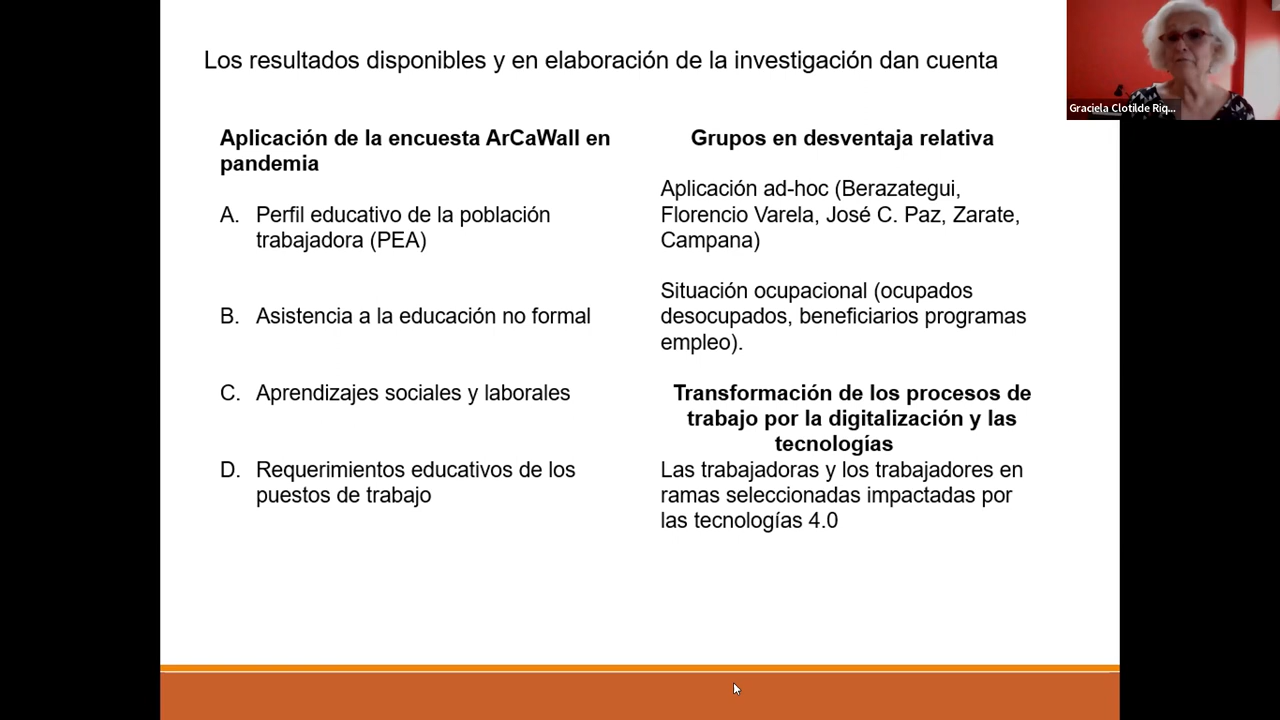 Los resultados disponibles y en elaboración de la investigación dan cuenta
Aplicación de la encuesta ArCaWall en
pandemia
A. Perfil educativo de la población
trabajadora (PEA)
B. Asistencia a la educación no formal
C. Aprendizajes sociales y laborales
D. Requerimientos educativos de los
puestos de trabajo
Grupos en desventaja relativa
Aplicación ad-hoc (Berazategui,
Florencio Varela, José C. Paz, Zarate,
Campana)
Situación ocupacional (ocupados
desocupados, beneficiarios programas
empleo).
Transformación de los procesos de
trabajo por la digitalización y las
tecnologías
Las trabajadoras y los trabajadores en
ramas seleccionadas impactadas por
las tecnologías 4.0
Graciela Clotilde Riq...